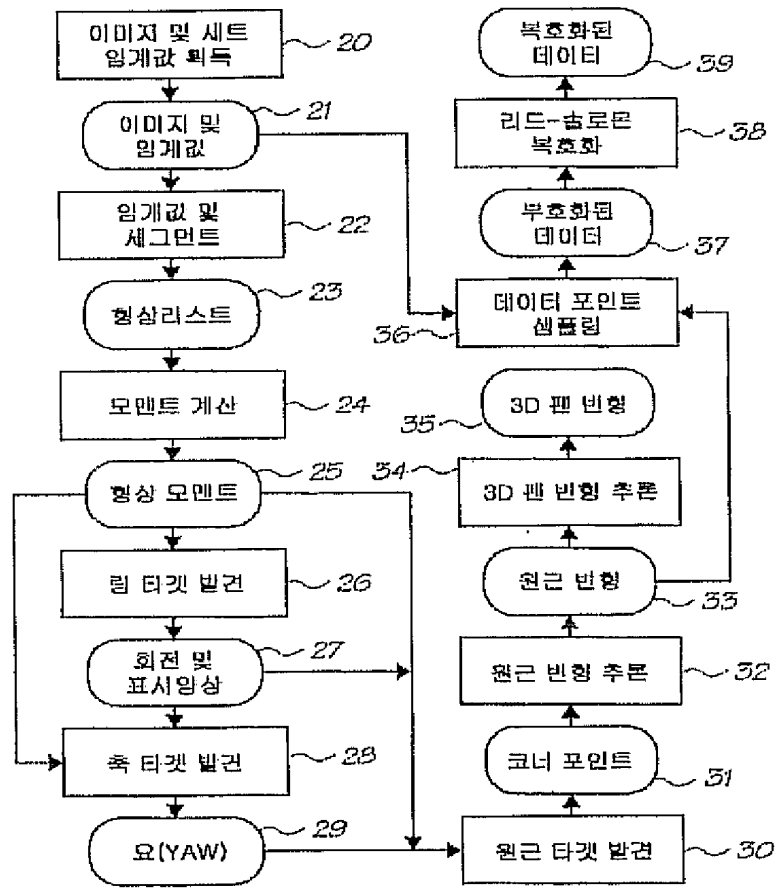 이미지 및 세트
임계값 획득
20
21
이미지 및
임계값
임계값 및
세그먼트
22
23
형상리스트
모멘트 계산
24
25
형상 모멘트
링 타겟 발견
26
27
회전 및
표시양상
축 타겟 발견
28
29
요(YAW)
복호화된
데이터
39
리드-솔로몬
복호화
38
부호화된
데이터
37
데이터 포인트
샘플링
36
35
3D 팬 변형
34
3D 팬 변형 추론
원근 변형
33
원근 변형 추론
32
코너 포인트
31
원근 타겟 발견
30